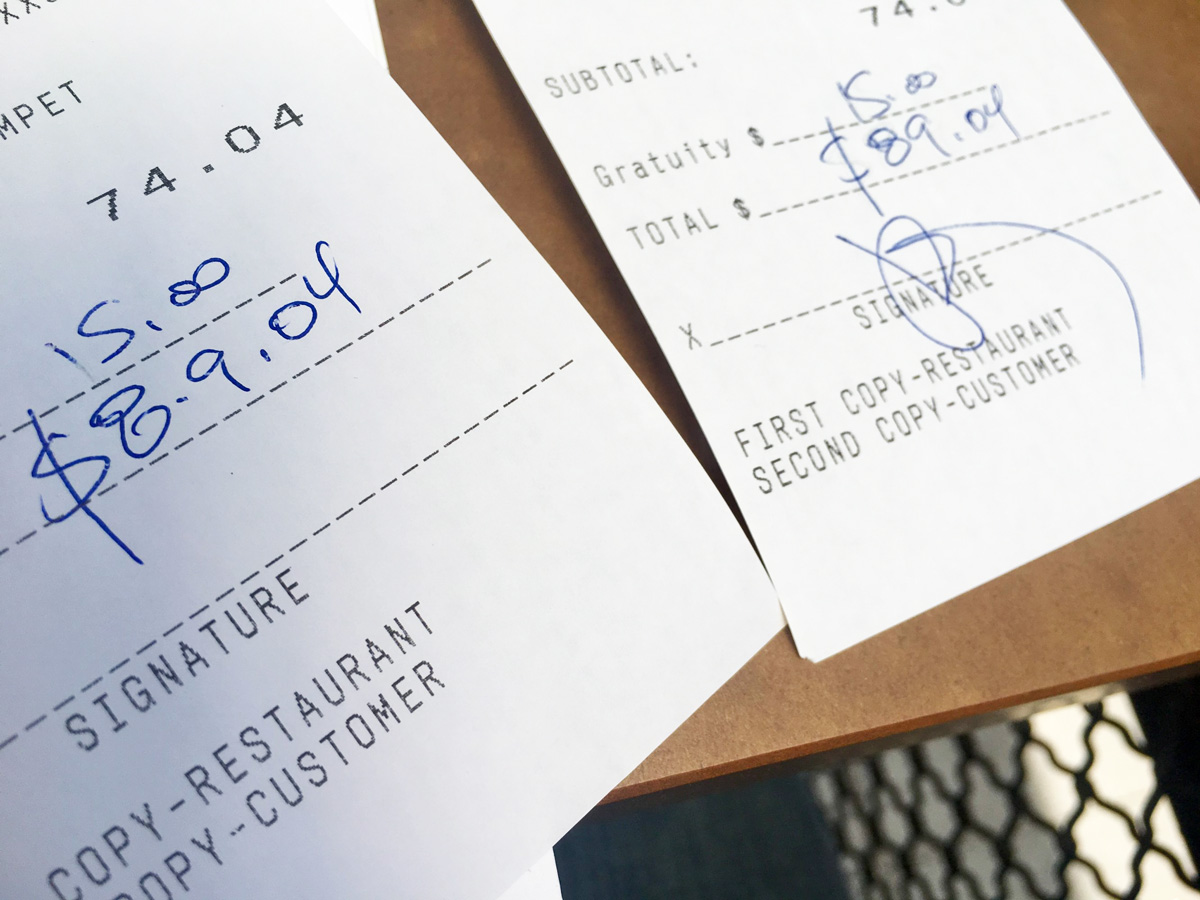 MPET
74.04
15.00
$89.04
SIGNATURE
COPY-RESTAURANT
COPY-CUSTOMER
SUBTOTAL:
Gratuity $ 15.00
TOTAL $ $89.04
X
SIGNATURE
FIRST COPY-RESTAURANT
SECOND COPY-CUSTOMER